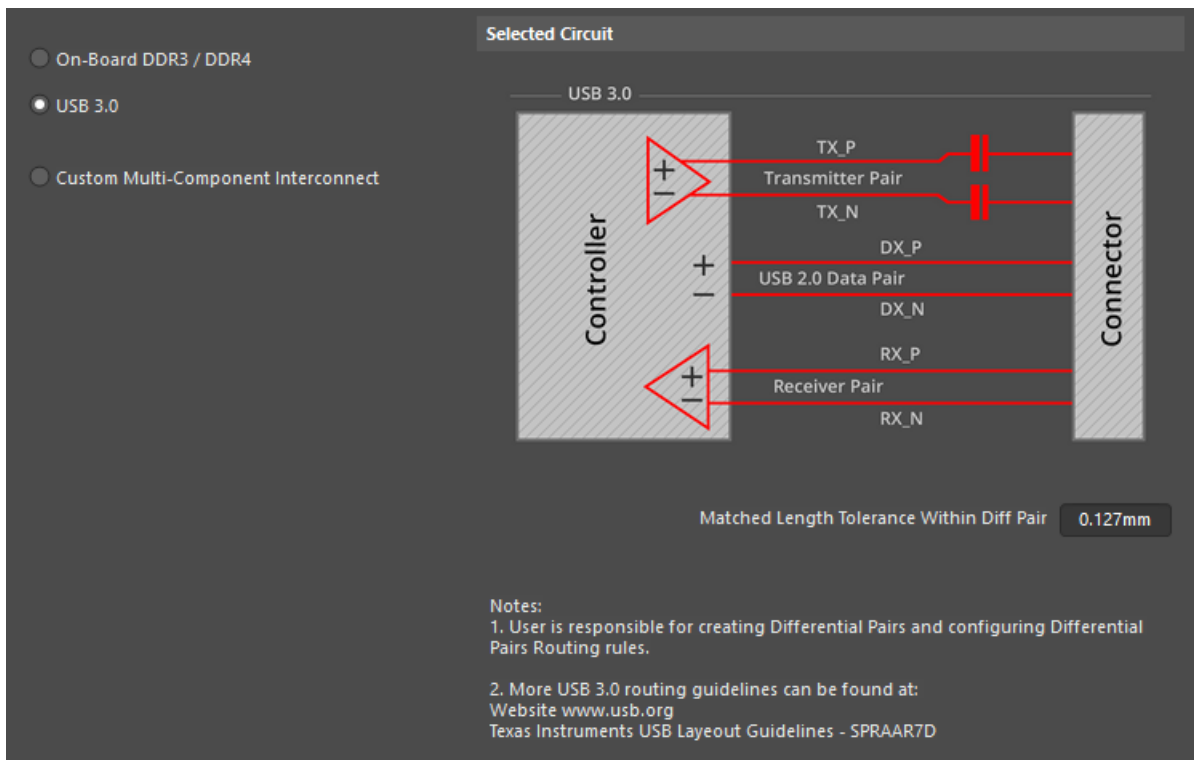 On-Board DDR3 / DDR4
USB 3.0
Custom Multi-Component Interconnect
Selected Circuit
USB 3.0
Controller
+
−
TX_P
Transmitter Pair
TX_N
+
−
DX_P
USB 2.0 Data Pair
DX_N
+
−
RX_P
Receiver Pair
RX_N
Connector
Matched Length Tolerance Within Diff Pair 0.127mm
Notes:
1. User is responsible for creating Differential Pairs and configuring Differential
Pairs Routing rules.
2. More USB 3.0 routing guidelines can be found at:
Website www.usb.org
Texas Instruments USB Layeout Guidelines - SPRAAR7D